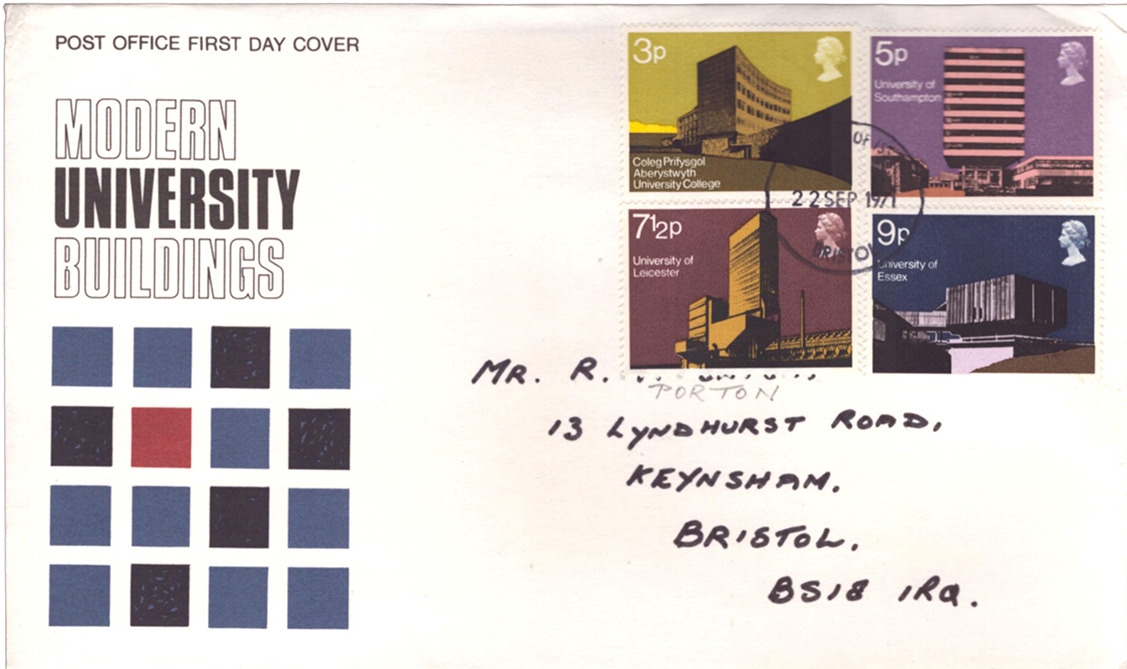 POST OFFICE FIRST DAY COVER
MODERN
UNIVERSITY
BUILDINGS
3p
Coleg Prifysgol
Aberystwyth
University College
5p
University of
Southampton
7½p
University of
Leicester
9p
University of
Essex
22 SEP 1971
BRISTOL
MR. R.
PORTON
13 LYNDHURST ROAD,
KEYNSHAM.
BRISTOL.
BS18 1RQ.